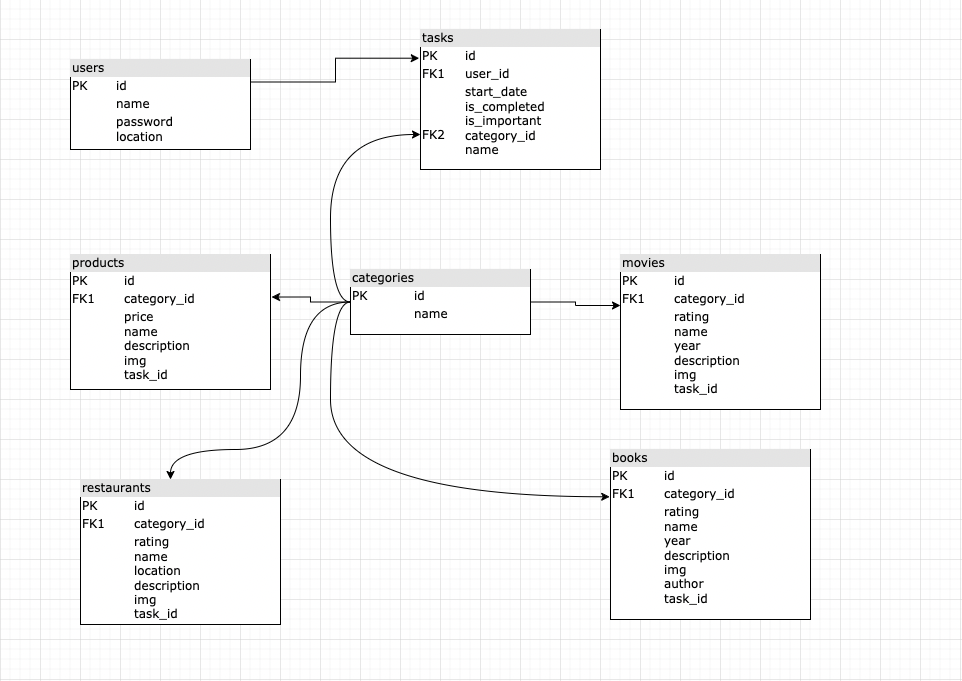 tasks
PK id
FK1 user_id
start_date
is_completed
is_important
FK2 category_id
name
users
PK id
name
password
location
products
PK id
FK1 category_id
price
name
description
img
task_id
categories
PK id
name
movies
PK id
FK1 category_id
rating
name
year
description
img
task_id
restaurants
PK id
FK1 category_id
rating
name
location
description
img
task_id
books
PK id
FK1 category_id
rating
name
year
description
img
author
task_id